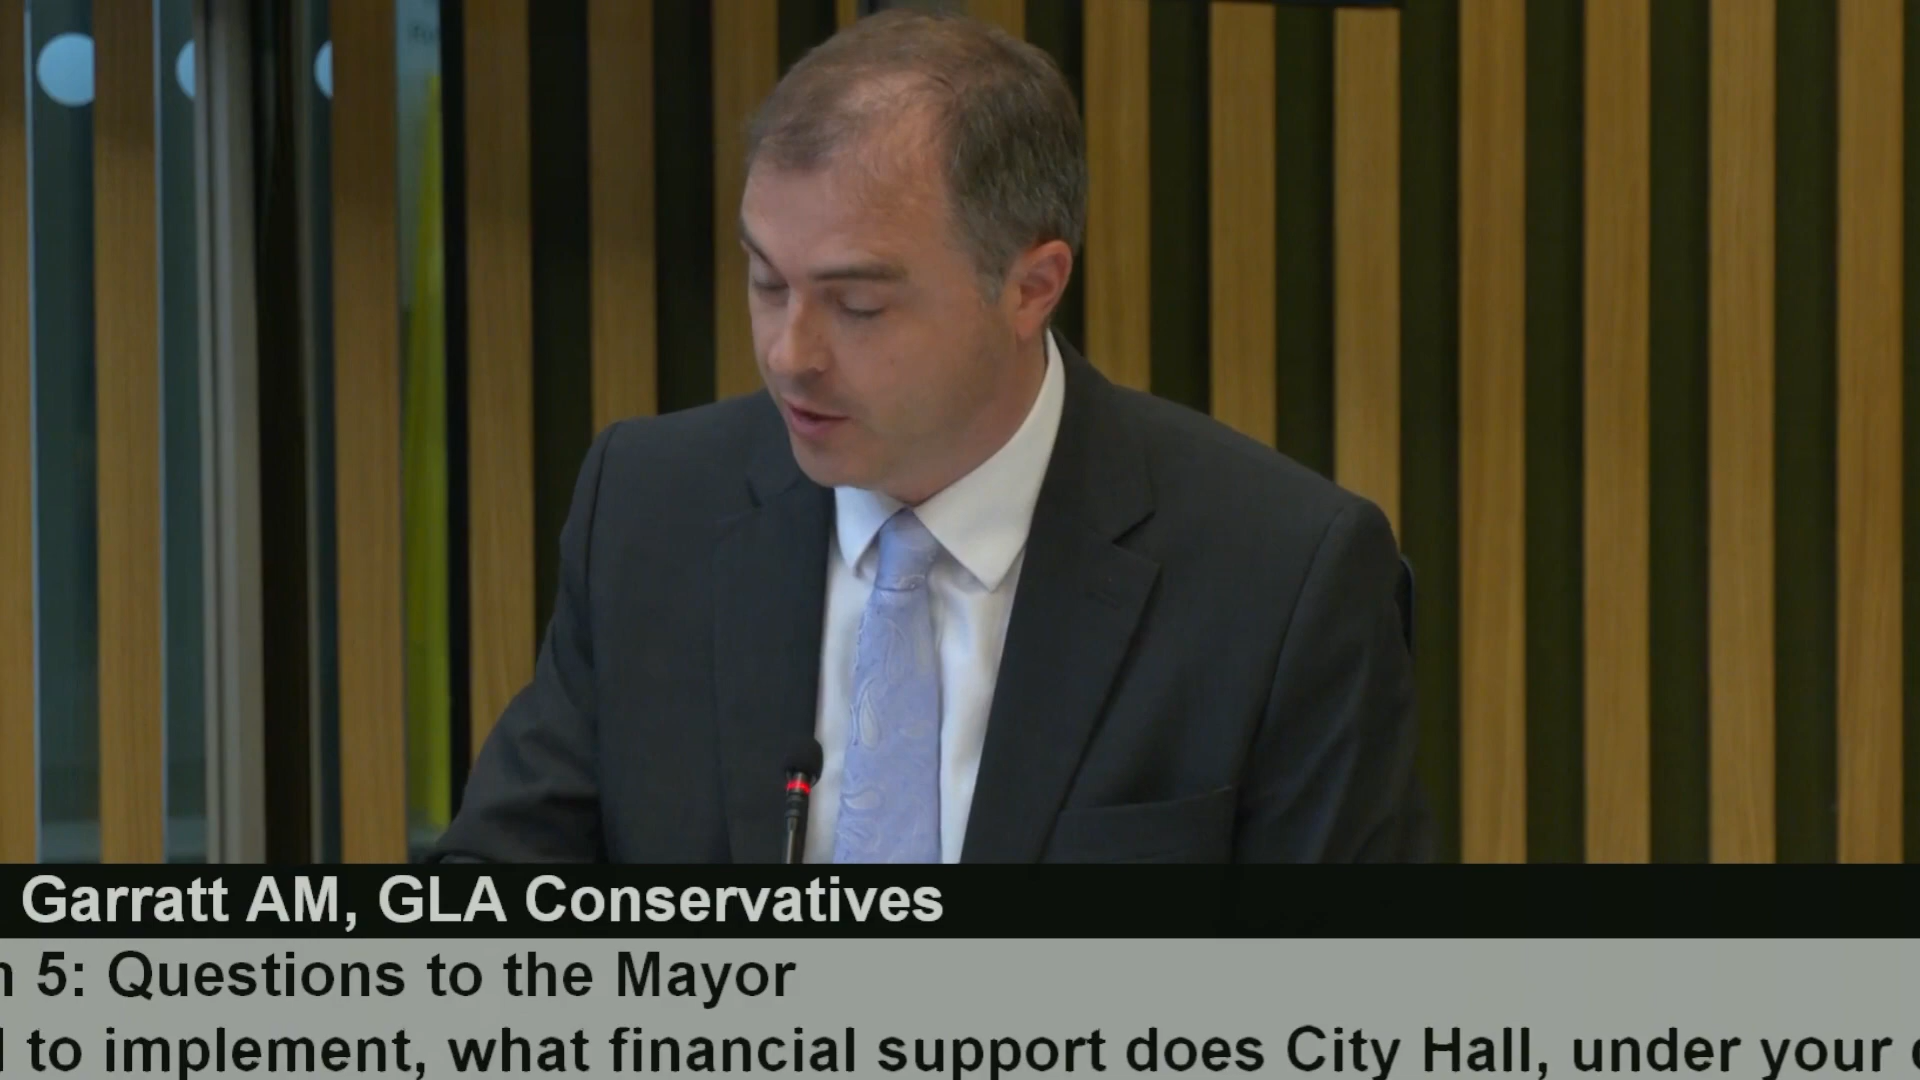 Garratt AM, GLA Conservatives
5: Questions to the Mayor
to implement, what financial support does City Hall, under your